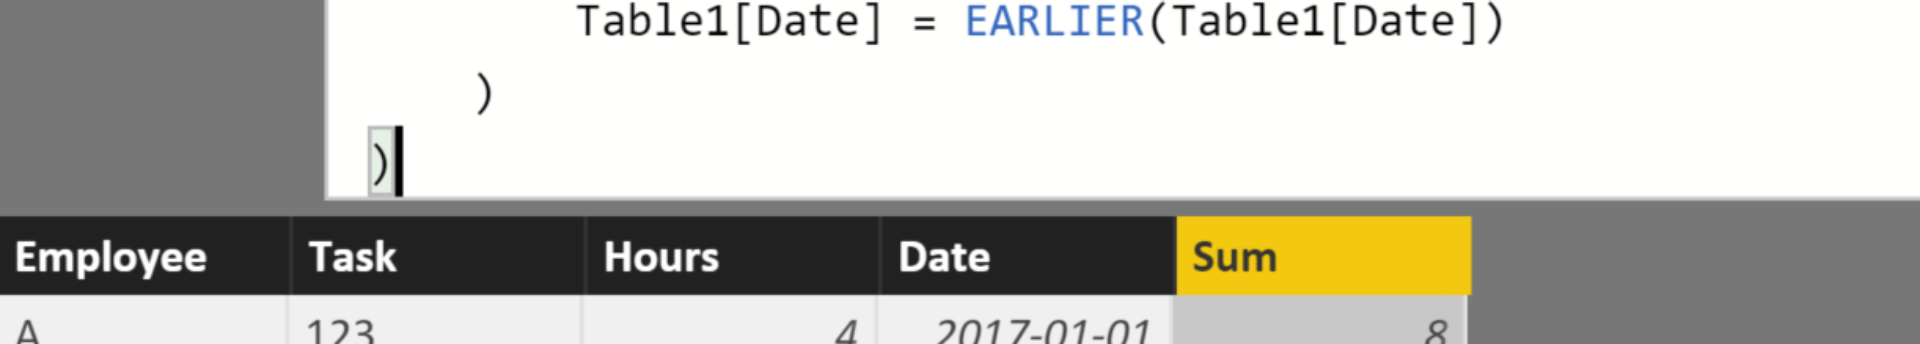 Table1[Date] = EARLIER(Table1[Date])
)
)
Employee Task Hours Date Sum
A 123 4 2017-01-01 8